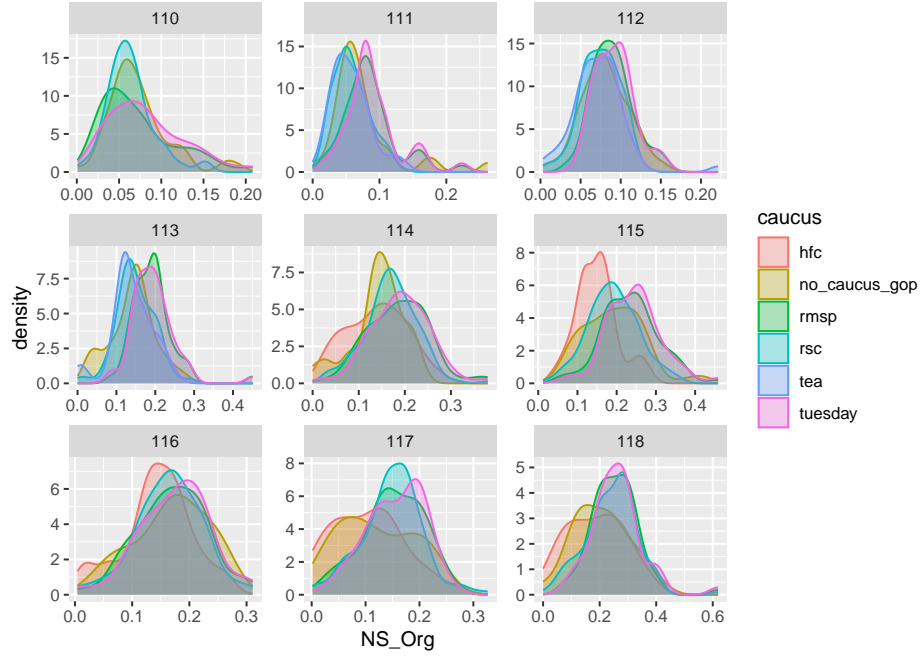 110 111 112
15 10 5 0
0.00 0.05 0.10 0.15 0.20
15 10 5 0
0.0 0.1 0.2
15 10 5 0
0.00 0.05 0.10 0.15 0.20
113 114 115
7.5 5.0 2.5 0.0
0.0 0.1 0.2 0.3 0.4
7.5 5.0 2.5 0.0
0.0 0.1 0.2 0.3
8 6 4 2 0
0.0 0.1 0.2 0.3 0.4
116 117 118
6 4 2 0
0.0 0.1 0.2 0.3
8 6 4 2 0
0.0 0.1 0.2 0.3
5 4 3 2 1 0
0.0 0.2 0.4 0.6
density
NS_Org
caucus
hfc
no_caucus_gop
rmsp
rsc
tea
tuesday